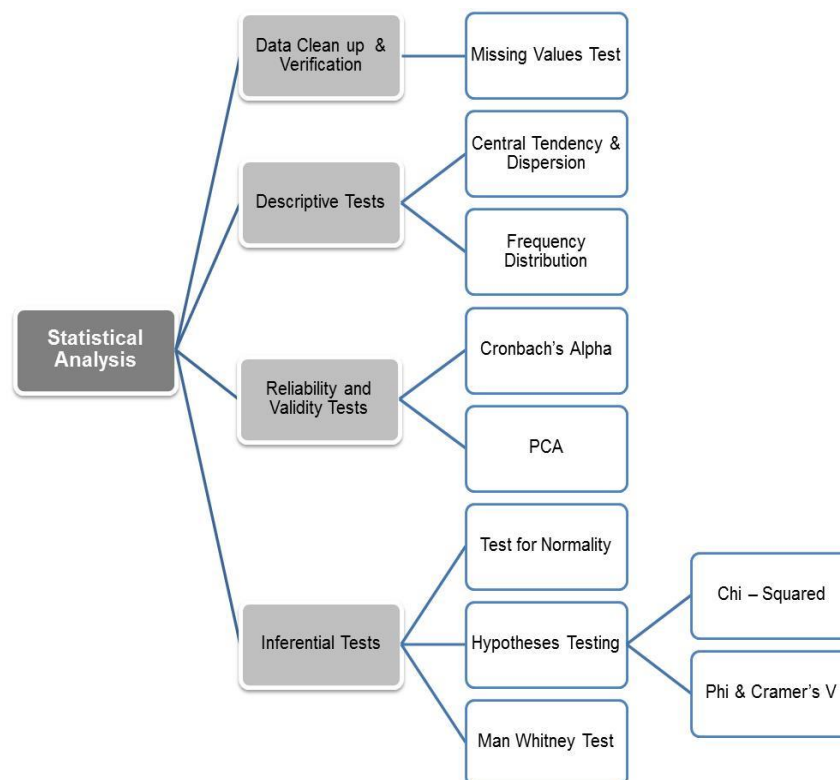 Data Clean up &
Verification
Missing Values Test
Central Tendency &
Dispersion
Descriptive Tests
Frequency
Distribution
Statistical
Analysis
Cronbach's Alpha
Reliability and
Validity Tests
PCA
Test for Normality
Chi – Squared
Inferential Tests
Hypotheses Testing
Phi & Cramer's V
Man Whitney Test